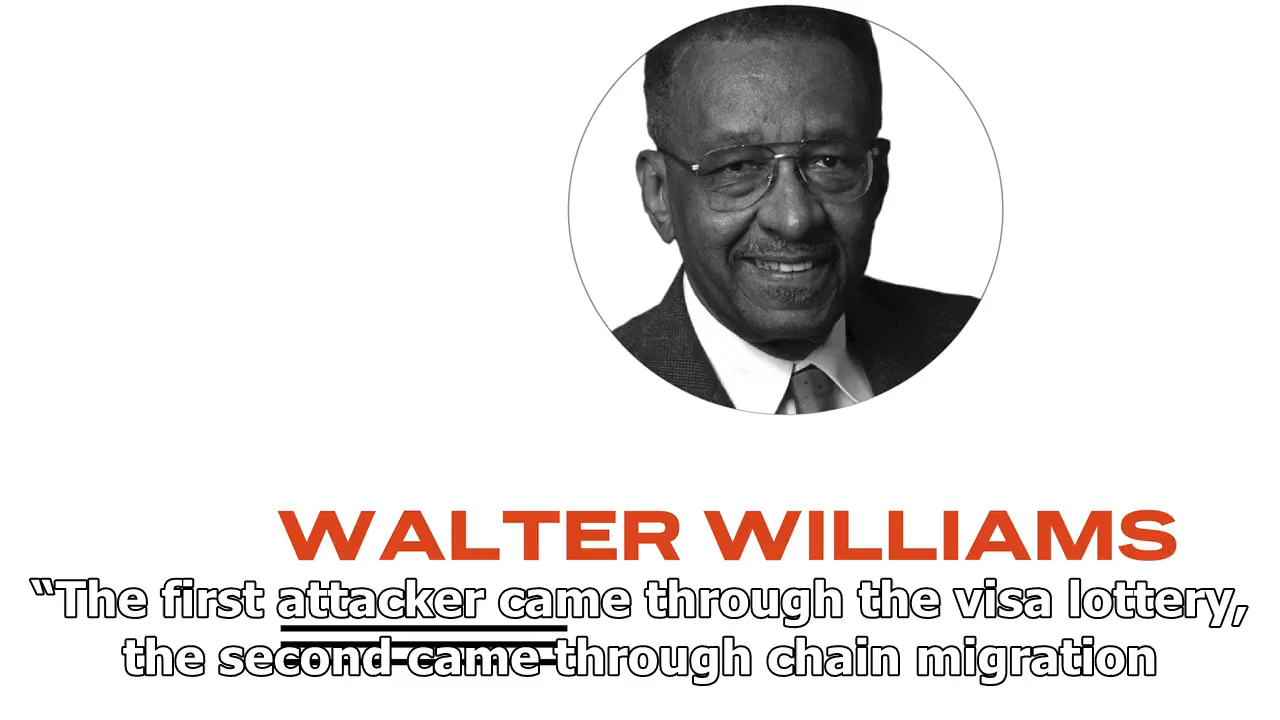 WALTER WILLIAMS
“The first attacker came through the visa lottery,
the second came through chain migration